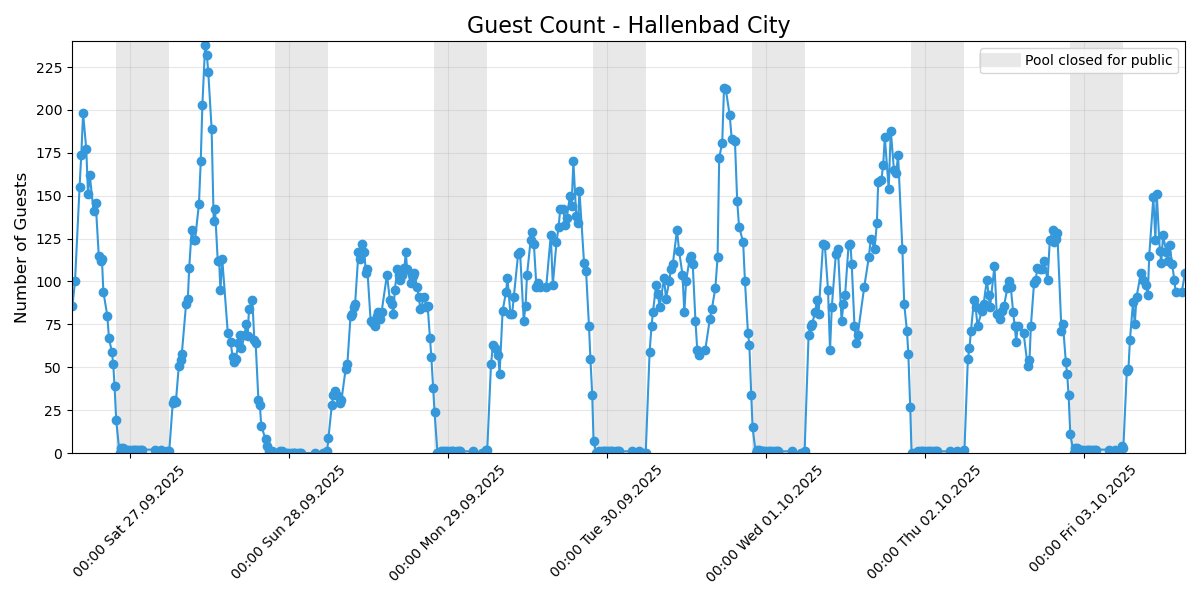 Guest Count - Hallenbad City
Pool closed for public
Number of Guests
225
200
175
150
125
100
75
50
25
0
00:00 Sat 27.09.2025
00:00 Sun 28.09.2025
00:00 Mon 29.09.2025
00:00 Tue 30.09.2025
00:00 Wed 01.10.2025
00:00 Thu 02.10.2025
00:00 Fri 03.10.2025